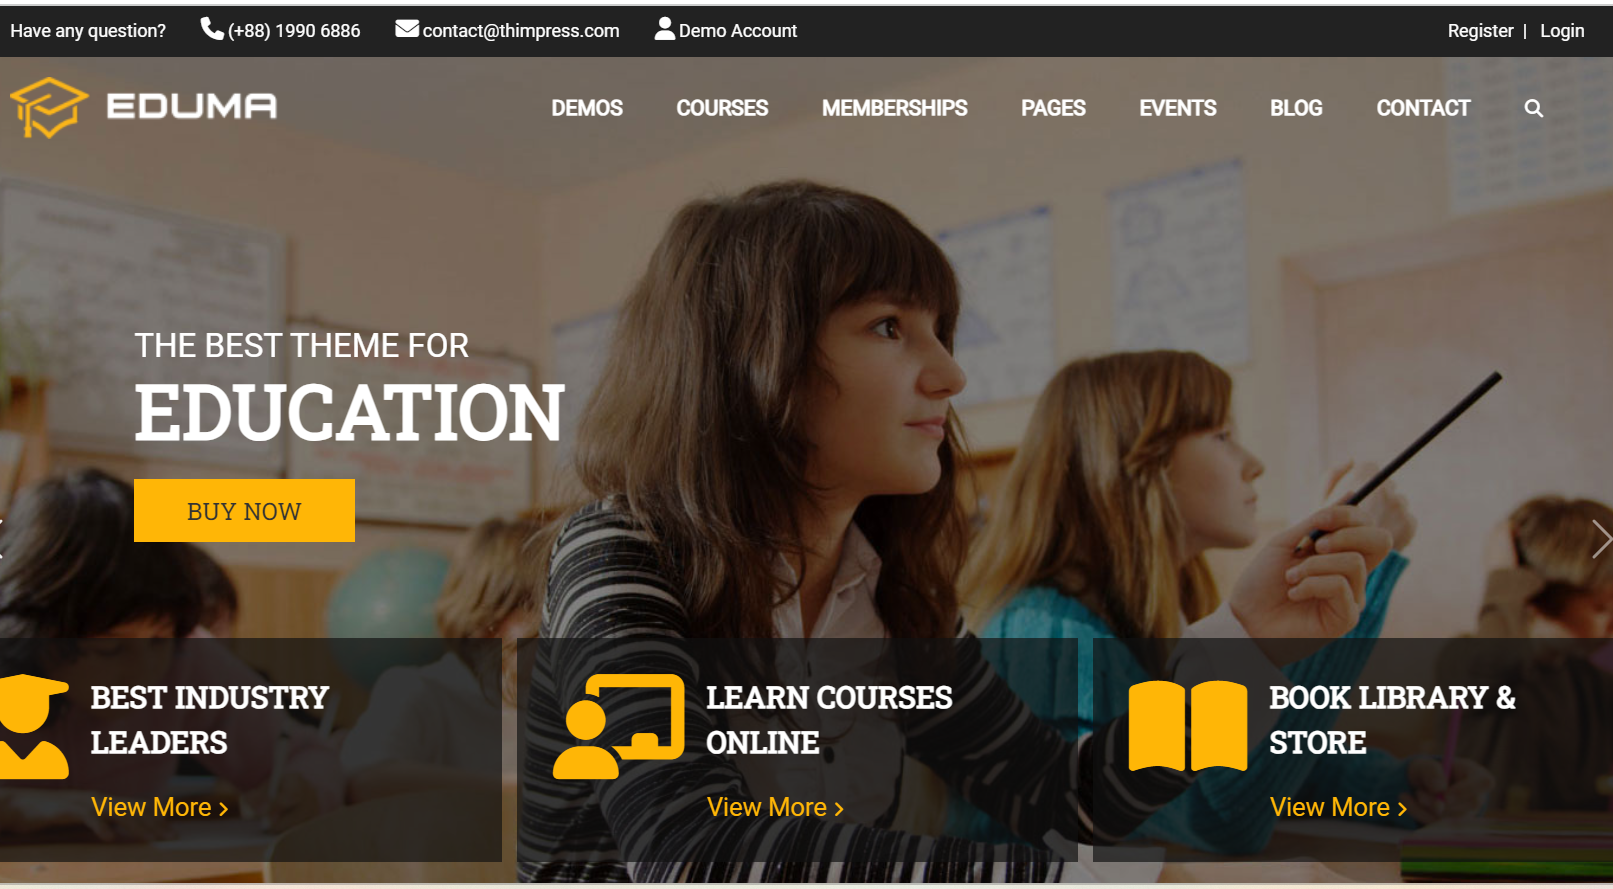 Have any question? (+88) 1990 6886 contact@thimpress.com Demo Account Register | Login
EDUMA DEMOS COURSES MEMBERSHIPS PAGES EVENTS BLOG CONTACT
THE BEST THEME FOR
EDUCATION
BUY NOW
BEST INDUSTRY
LEADERS
View More >
LEARN COURSES
ONLINE
View More >
BOOK LIBRARY &
STORE
View More >